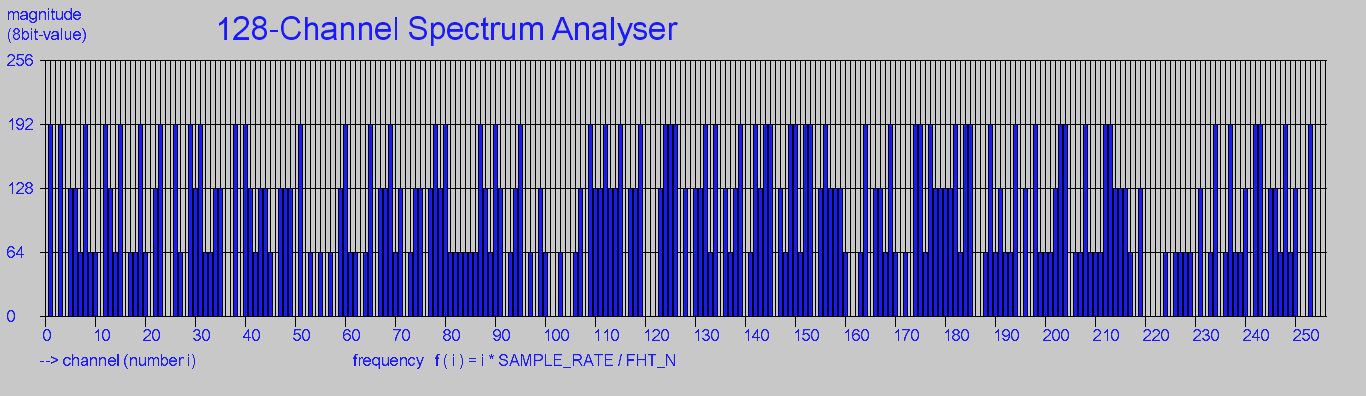 magnitude
(8bit-value)
128-Channel Spectrum Analyser
256
192
128
64
0
0 10 20 30 40 50 60 70 80 90 100 110 120 130 140 150 160 170 180 190 200 210 220 230 240 250
--> channel (number i)
frequency f ( i ) = i * SAMPLE_RATE / FHT_N